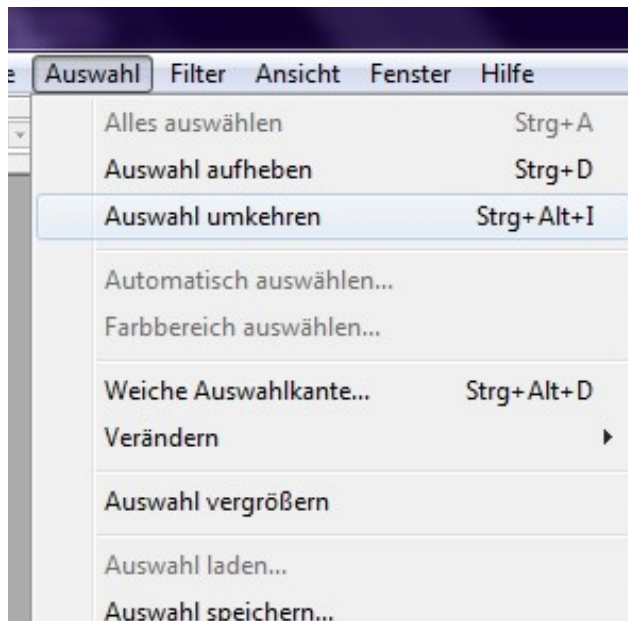 Auswahl Filter Ansicht Fenster Hilfe
Alles auswählen Strg+A
Auswahl aufheben Strg+D
Auswahl umkehren Strg+Alt+I
Automatisch auswählen...
Farbbereich auswählen...
Weiche Auswahlkante... Strg+Alt+D
Verändern
Auswahl vergrößern
Auswahl laden...
Auswahl speichern...